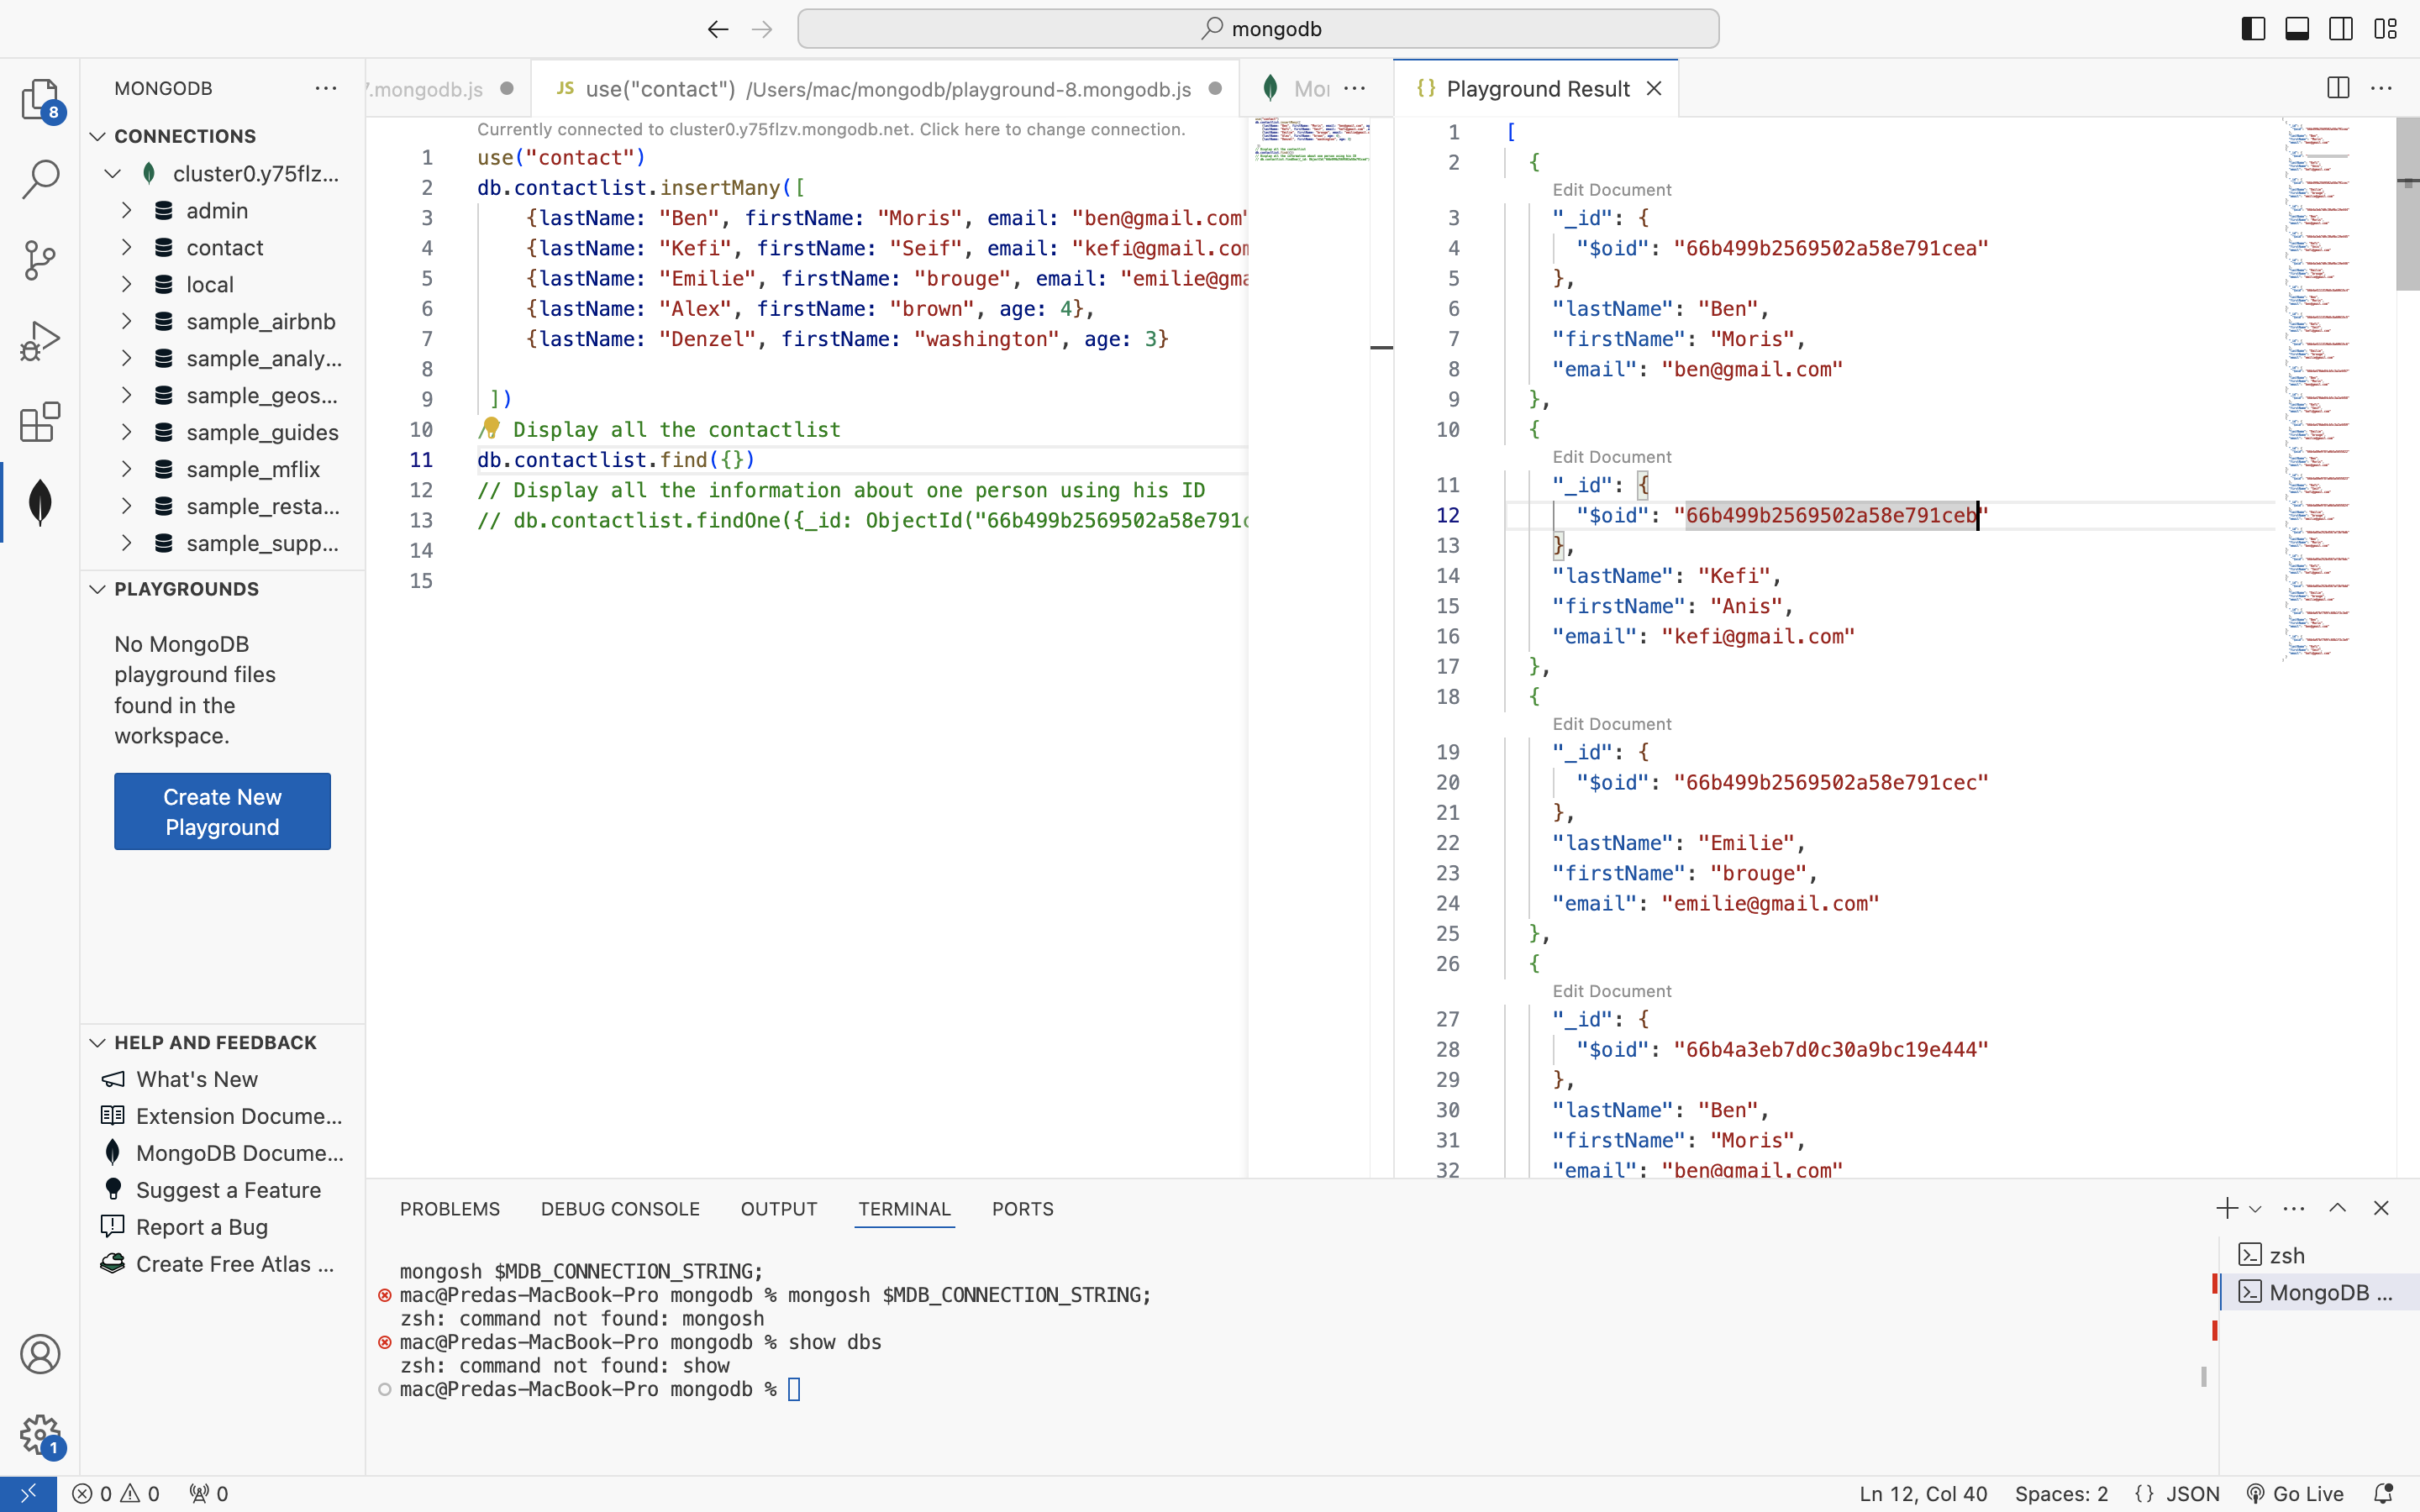 mongodb
MONGODB
CONNECTIONS
cluster0.y75flz...
admin
contact
local
sample_airbnb
sample_analy...
sample_geos...
sample_guides
sample_mflix
sample_resta...
sample_supp...
PLAYGROUNDS
No MongoDB
playground files
found in the
workspace.
Create New
Playground
HELP AND FEEDBACK
What's New
Extension Docume...
MongoDB Docume...
Suggest a Feature
Report a Bug
Create Free Atlas ...
8
1
7.mongodb.js
JS use("contact") /Users/mac/mongodb/playground-8.mongodb.js
Mon
Currently connected to cluster0.y75flzv.mongodb.net. Click here to change connection.
1 use("contact")
2 db.contactlist.insertMany([
3 {lastName: "Ben", firstName: "Moris", email: "ben@gmail.com"
4 {lastName: "Kefi", firstName: "Seif", email: "kefi@gmail.com
5 {lastName: "Emilie", firstName: "brouge", email: "emilie@gma
6 {lastName: "Alex", firstName: "brown", age: 4},
7 {lastName: "Denzel", firstName: "washington", age: 3}
8
9 ])
10 / Display all the contactlist
11 db.contactlist.find({})
12 // Display all the information about one person using his ID
13 // db.contactlist.findOne({_id: ObjectId("66b499b2569502a58e791c
14
15
{} Playground Result
1 [
2 {
Edit Document
3 "_id": {
4 "$oid": "66b499b2569502a58e791cea"
5 },
6 "lastName": "Ben",
7 "firstName": "Moris",
8 "email": "ben@gmail.com"
9 },
10 {
Edit Document
11 "_id": {
12 "$oid": "66b499b2569502a58e791ceb"
13 },
14 "lastName": "Kefi",
15 "firstName": "Anis",
16 "email": "kefi@gmail.com"
17 },
18 {
Edit Document
19 "_id": {
20 "$oid": "66b499b2569502a58e791cec"
21 },
22 "lastName": "Emilie",
23 "firstName": "brouge",
24 "email": "emilie@gmail.com"
25 },
26 {
Edit Document
27 "_id": {
28 "$oid": "66b4a3eb7d0c30a9bc19e444"
29 },
30 "lastName": "Ben",
31 "firstName": "Moris",
32 "email": "ben@gmail.com"
PROBLEMS DEBUG CONSOLE OUTPUT TERMINAL PORTS
mongosh $MDB_CONNECTION_STRING;
mac@Predas-MacBook-Pro mongodb % mongosh $MDB_CONNECTION_STRING;
zsh: command not found: mongosh
mac@Predas-MacBook-Pro mongodb % show dbs
zsh: command not found: show
mac@Predas-MacBook-Pro mongodb %
zsh
MongoDB ...
0 0 0
Ln 12, Col 40 Spaces: 2 {} JSON Go Live